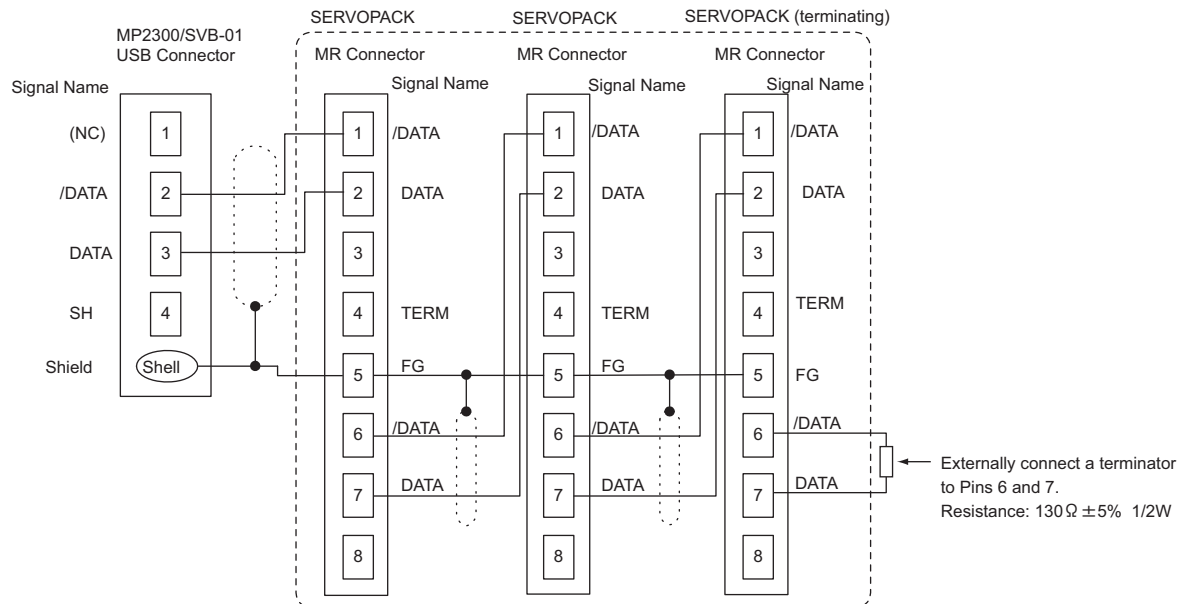 SERVOPACK
SERVOPACK
SERVOPACK (terminating)
MP2300/SVB-01
USB Connector
MR Connector
MR Connector
MR Connector
Signal Name
Signal Name
Signal Name
Signal Name
(NC)
1
1
/DATA
1
/DATA
1
/DATA
/DATA
2
2
DATA
2
DATA
2
DATA
DATA
3
3
3
3
SH
4
4
TERM
4
TERM
4
TERM
Shield
Shell
5
FG
5
FG
5
FG
6
/DATA
6
/DATA
6
/DATA
7
DATA
7
DATA
7
DATA
8
8
8
Externally connect a terminator
to Pins 6 and 7.
Resistance: 130Ω ±5% 1/2W